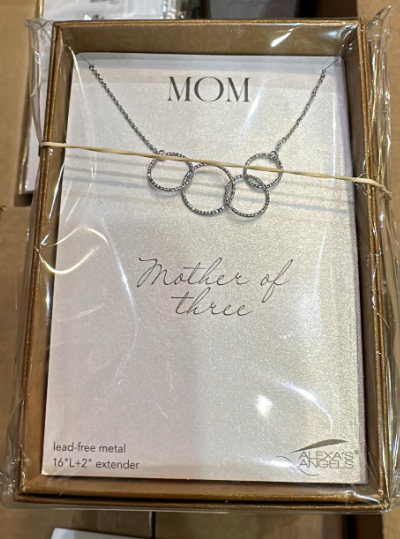 MOM
Mother of
three
lead-free metal
16"L+2" extender
ALEXA'S
ANGELS®